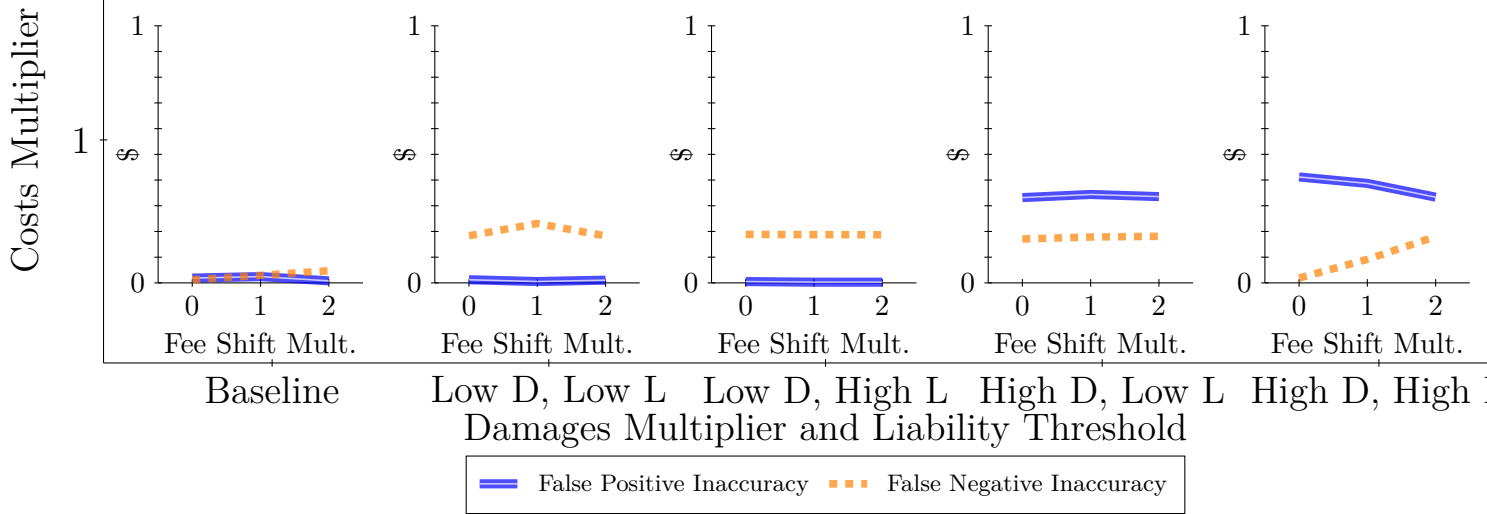 Costs Multiplier
1
1
$
0
0 1 2
Fee Shift Mult.
1
$
0
0 1 2
Fee Shift Mult.
1
$
0
0 1 2
Fee Shift Mult.
1
$
0
0 1 2
Fee Shift Mult.
1
$
0
0 1 2
Fee Shift Mult.
Baseline
Low D, Low L
Low D, High L
High D, Low L
High D, High
Damages Multiplier and Liability Threshold
False Positive Inaccuracy
False Negative Inaccuracy